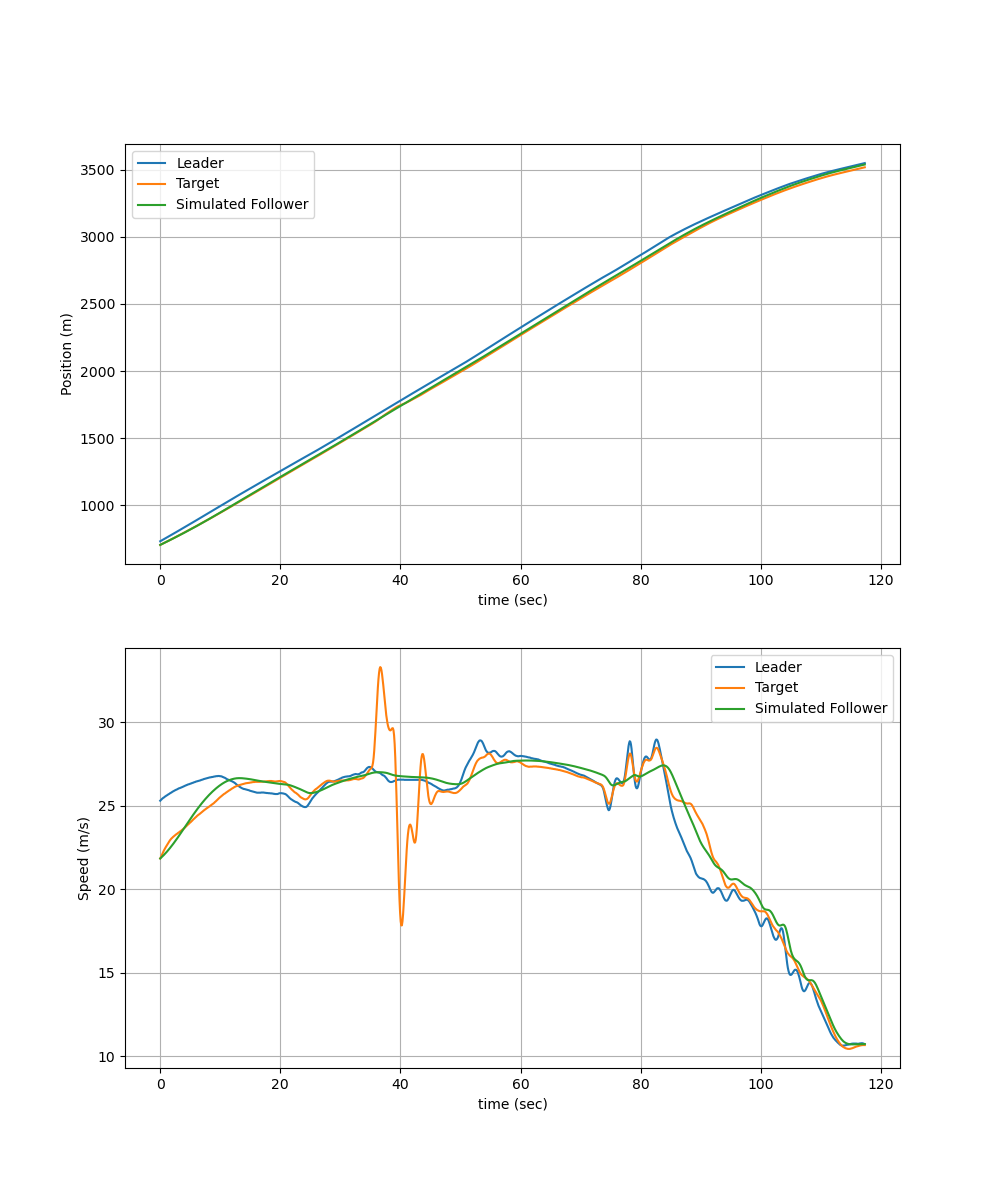 Leader
Target
Simulated Follower
3500
3000
2500
2000
1500
1000
Position (m)
0 20 40 60 80 100 120
time (sec)
Leader
Target
Simulated Follower
30
25
20
15
10
Speed (m/s)
0 20 40 60 80 100 120
time (sec)